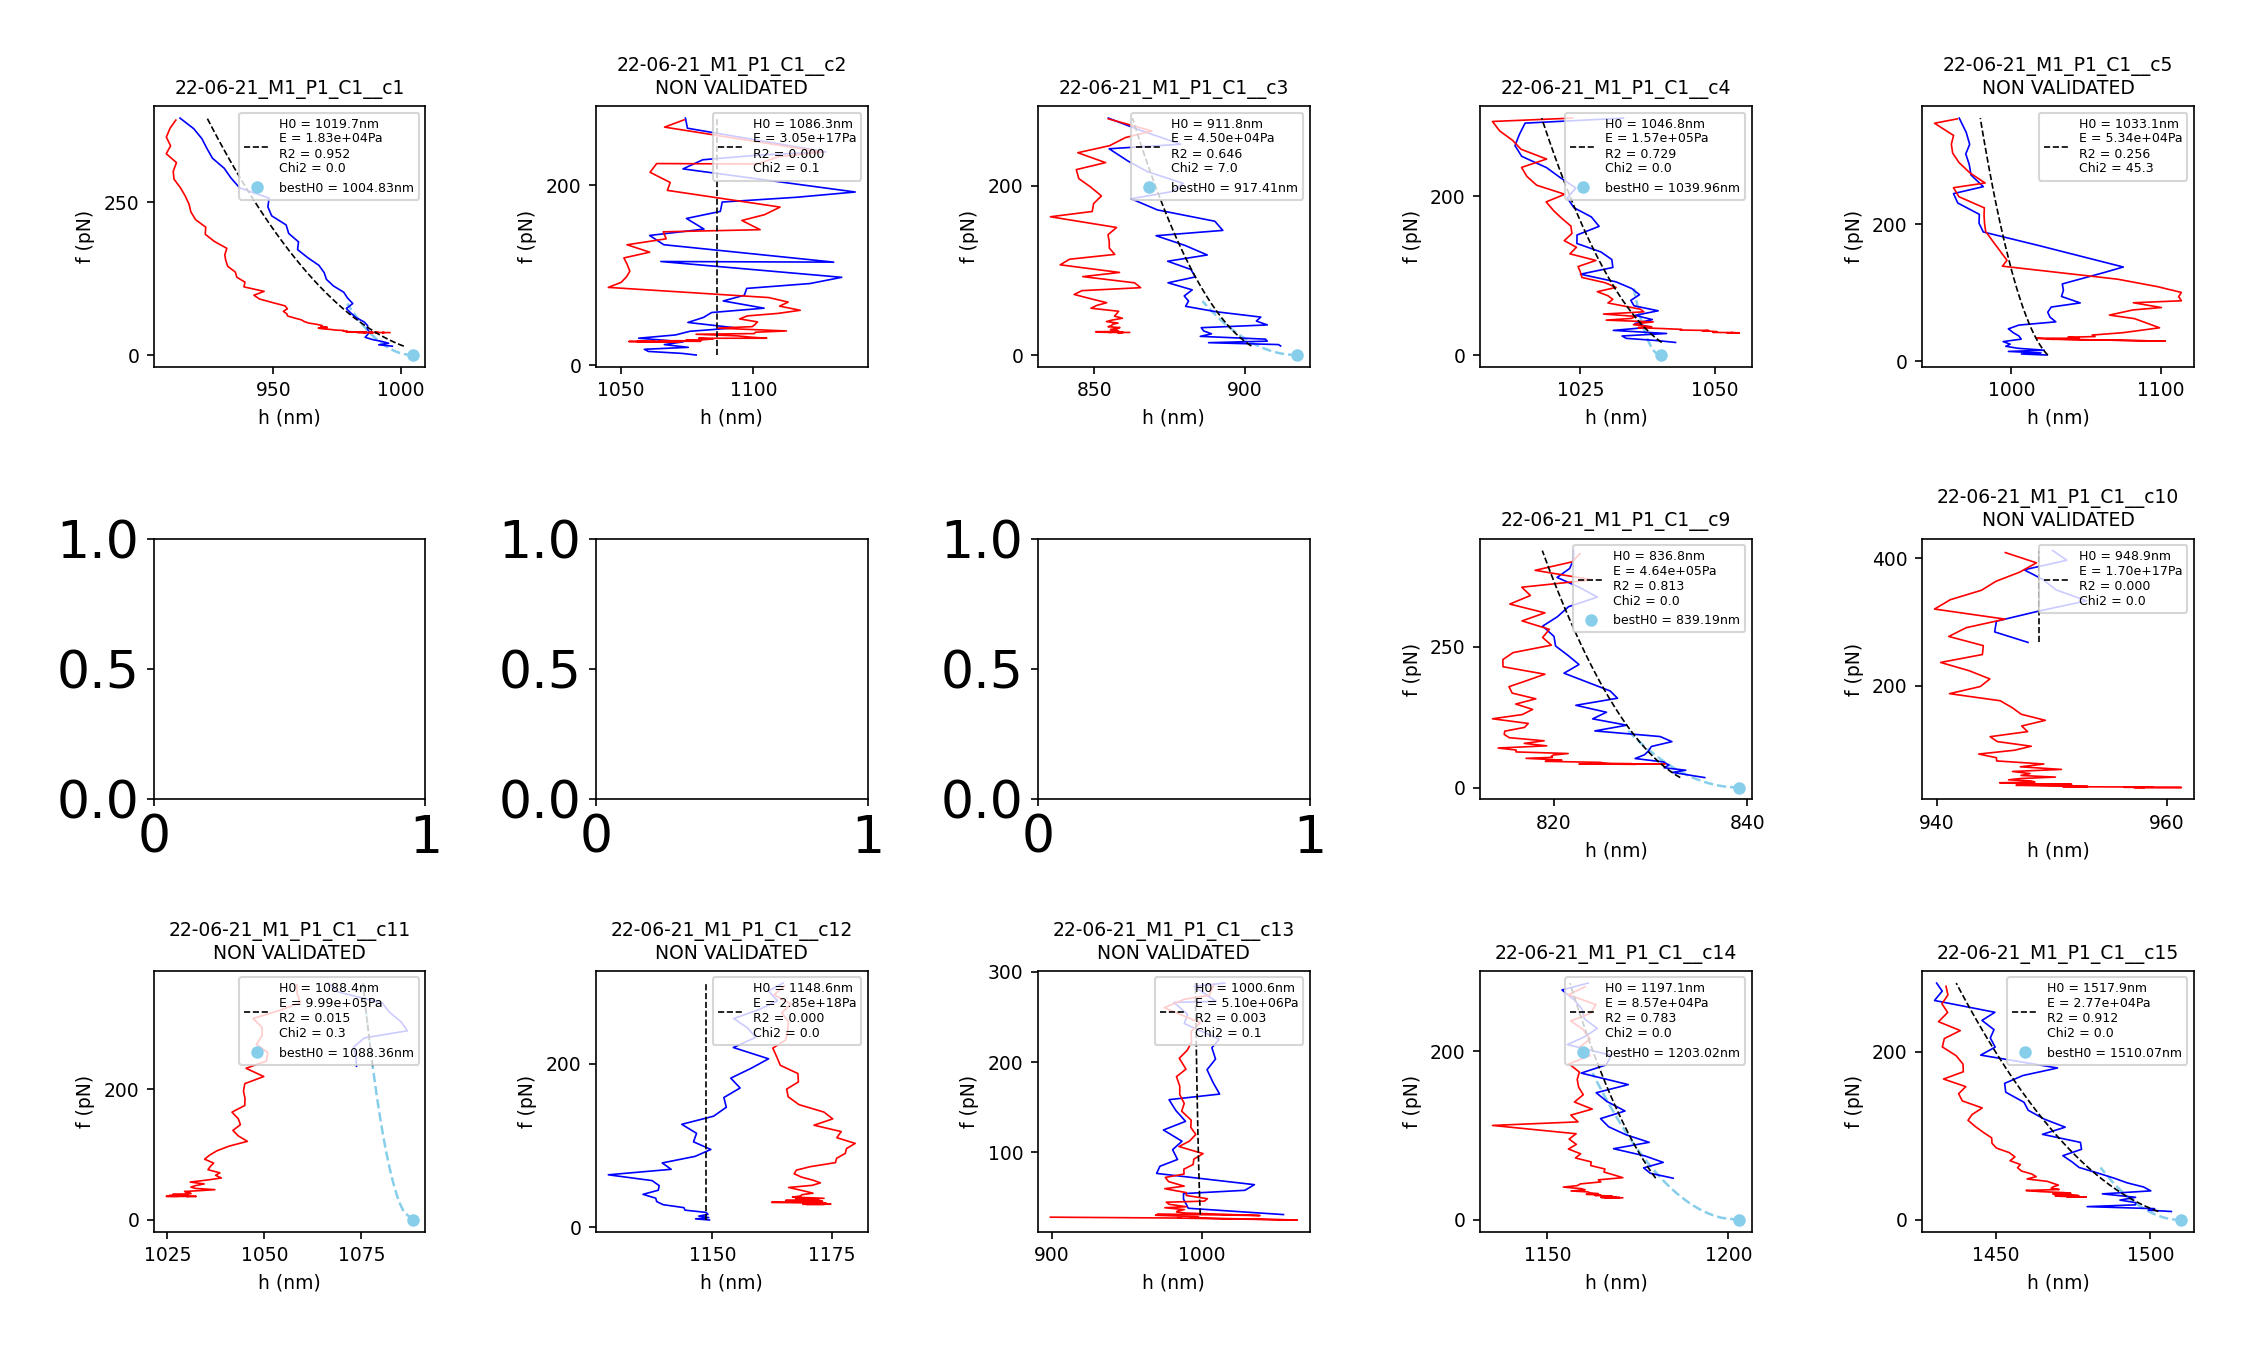 22-06-21_M1_P1_C1__c1
H0 = 1019.7nm
E = 1.83e+04Pa
R2 = 0.952
Chi2 = 0.0
bestH0 = 1004.83nm
f (pN)
250
0
950
1000
h (nm)
22-06-21_M1_P1_C1__c2
NON VALIDATED
H0 = 1086.3nm
E = 3.05e+17Pa
R2 = 0.000
Chi2 = 0.1
f (pN)
200
0
1050
1100
h (nm)
22-06-21_M1_P1_C1__c3
H0 = 911.8nm
E = 4.50e+04Pa
R2 = 0.646
Chi2 = 7.0
bestH0 = 917.41nm
f (pN)
200
0
850
900
h (nm)
22-06-21_M1_P1_C1__c4
H0 = 1046.8nm
E = 1.57e+05Pa
R2 = 0.729
Chi2 = 0.0
bestH0 = 1039.96nm
f (pN)
200
0
1025
1050
h (nm)
22-06-21_M1_P1_C1__c5
NON VALIDATED
H0 = 1033.1nm
E = 5.34e+04Pa
R2 = 0.256
Chi2 = 45.3
f (pN)
200
0
1000
1100
h (nm)
1.0
0.5
0.0
0
1
1.0
0.5
0.0
0
1
1.0
0.5
0.0
0
1
22-06-21_M1_P1_C1__c9
H0 = 836.8nm
E = 4.64e+05Pa
R2 = 0.813
Chi2 = 0.0
bestH0 = 839.19nm
f (pN)
250
0
820
840
h (nm)
22-06-21_M1_P1_C1__c10
NON VALIDATED
H0 = 948.9nm
E = 1.70e+17Pa
R2 = 0.000
Chi2 = 0.0
f (pN)
400
200
940
960
h (nm)
22-06-21_M1_P1_C1__c11
NON VALIDATED
H0 = 1088.4nm
E = 9.99e+05Pa
R2 = 0.015
Chi2 = 0.3
bestH0 = 1088.36nm
f (pN)
200
0
1025
1050
1075
h (nm)
22-06-21_M1_P1_C1__c12
NON VALIDATED
H0 = 1148.6nm
E = 2.85e+18Pa
R2 = 0.000
Chi2 = 0.0
f (pN)
200
0
1150
1175
h (nm)
22-06-21_M1_P1_C1__c13
NON VALIDATED
H0 = 1000.6nm
E = 5.10e+06Pa
R2 = 0.003
Chi2 = 0.1
f (pN)
300
200
100
900
1000
h (nm)
22-06-21_M1_P1_C1__c14
H0 = 1197.1nm
E = 8.57e+04Pa
R2 = 0.783
Chi2 = 0.0
bestH0 = 1203.02nm
f (pN)
200
0
1150
1200
h (nm)
22-06-21_M1_P1_C1__c15
H0 = 1517.9nm
E = 2.77e+04Pa
R2 = 0.912
Chi2 = 0.0
bestH0 = 1510.07nm
f (pN)
200
0
1450
1500
h (nm)